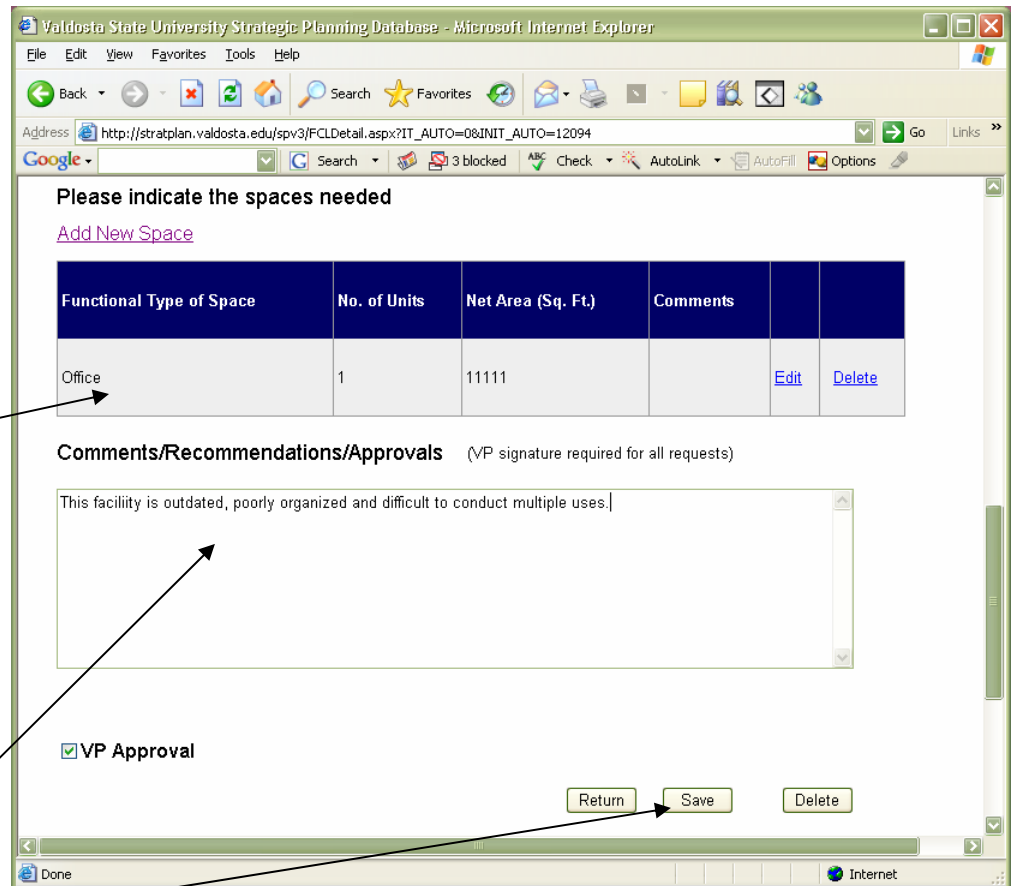 Valdosta State University Strategic Planning Database - Microsoft Internet Explorer
File Edit View Favorites Tools Help
Back Search Favorites
Address http://stratplan.valdosta.edu/spv3/FCLDetail.aspx?IT_AUTO=0&INIT_AUTO=12094 Go Links »
Google Search 3 blocked ABC Check AutoLink AutoFill Options
Please indicate the spaces needed
Add New Space
Functional Type of Space No. of Units Net Area (Sq. Ft.) Comments
Office 1 11111 Edit Delete
Comments/Recommendations/Approvals (VP signature required for all requests)
This faciliity is outdated, poorly organized and difficult to conduct multiple uses.
VP Approval
Return Save Delete
Done Internet